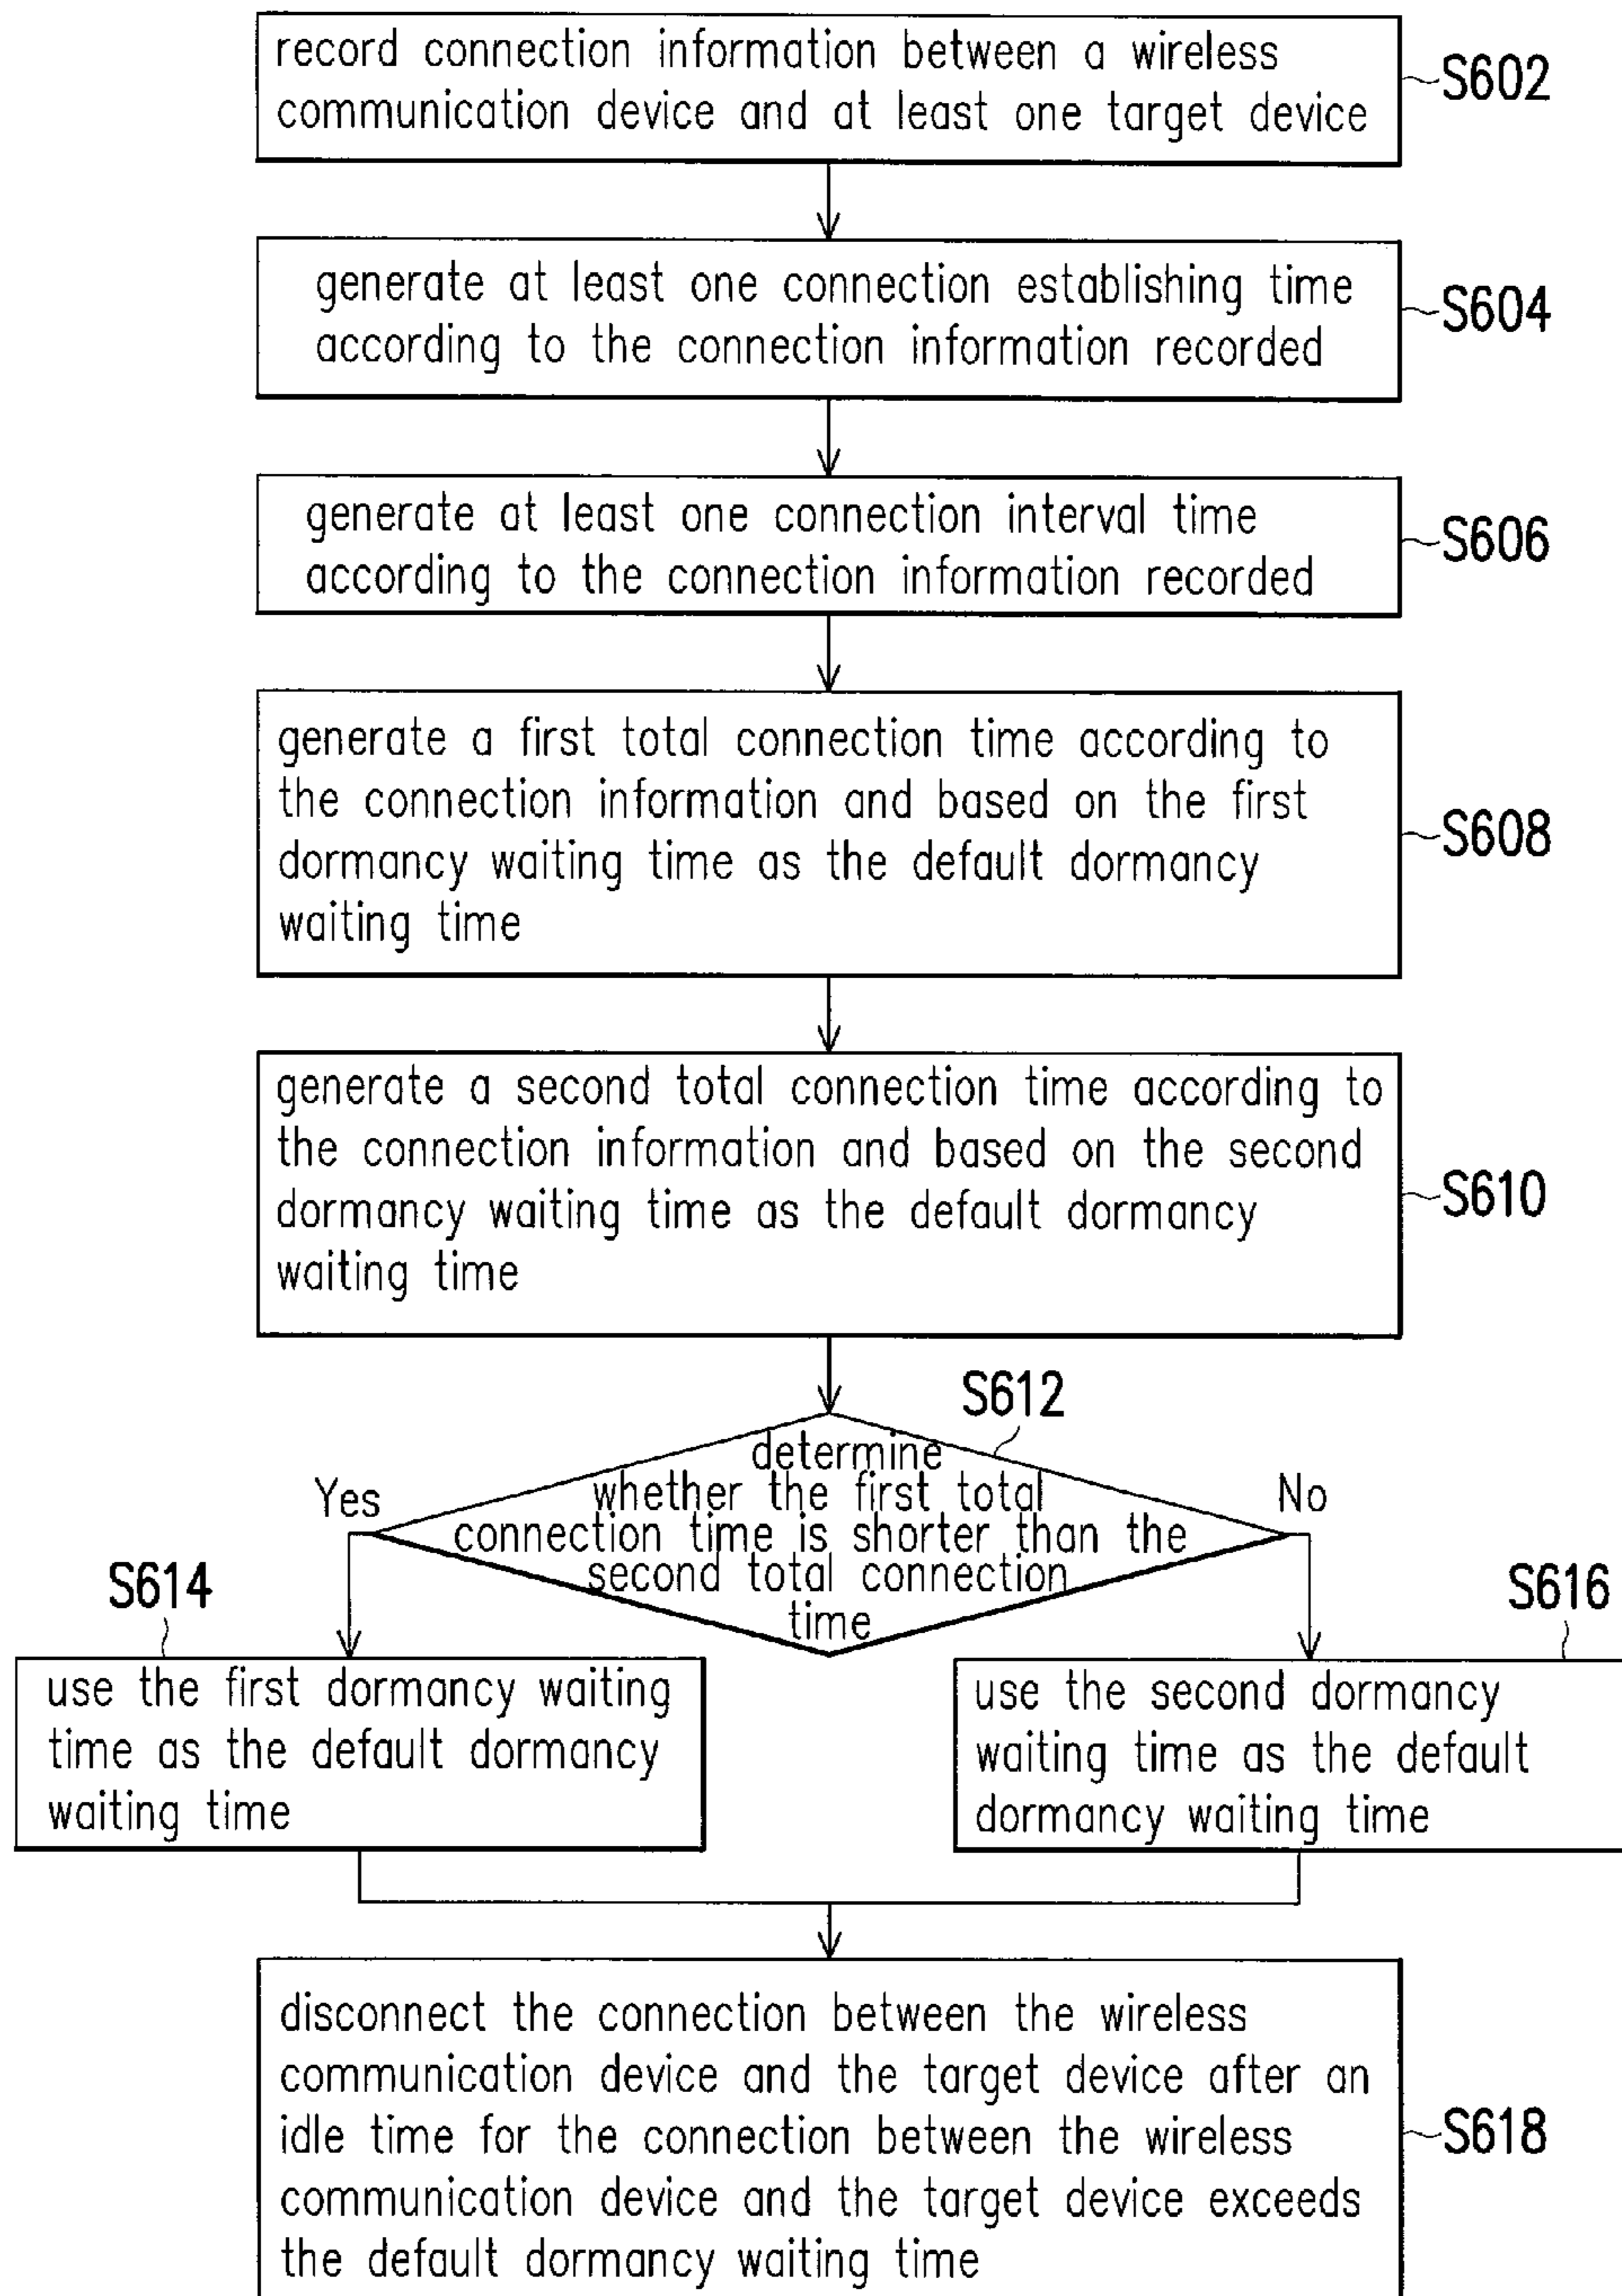 record connection information between a wireless
communication device and at least one target device
S602
generate at least one connection establishing time
according to the connection information recorded
S604
generate at least one connection interval time
according to the connection information recorded
S606
generate a first total connection time according to
the connection information and based on the first
dormancy waiting time as the default dormancy
waiting time
S608
generate a second total connection time according to
the connection information and based on the second
dormancy waiting time as the default dormancy
waiting time
S610
S612
determine
whether the first total
connection time is shorter than the
second total connection
time
Yes
No
S614
use the first dormancy waiting
time as the default dormancy
waiting time
S616
use the second dormancy
waiting time as the default
dormancy waiting time
disconnect the connection between the wireless
communication device and the target device after an
idle time for the connection between the wireless
communication device and the target device exceeds
the default dormancy waiting time
S618